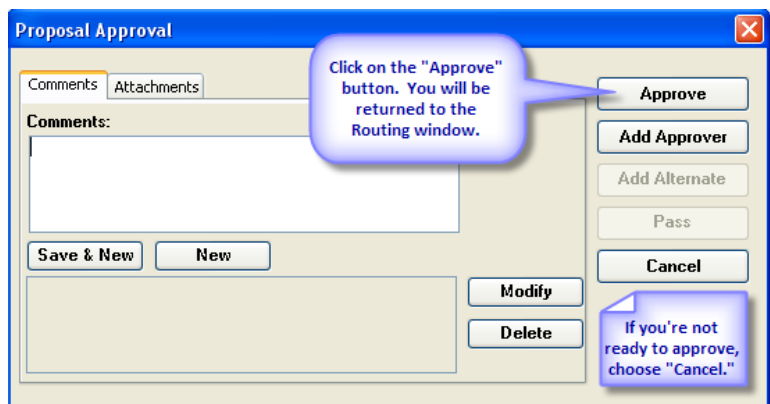 Proposal Approval
Click on the "Approve"
button. You will be
returned to the
Routing window.
Comments
Attachments
Comments:
Approve
Add Approver
Add Alternate
Pass
Cancel
Save & New
New
Modify
Delete
If you're not
ready to approve,
choose "Cancel."